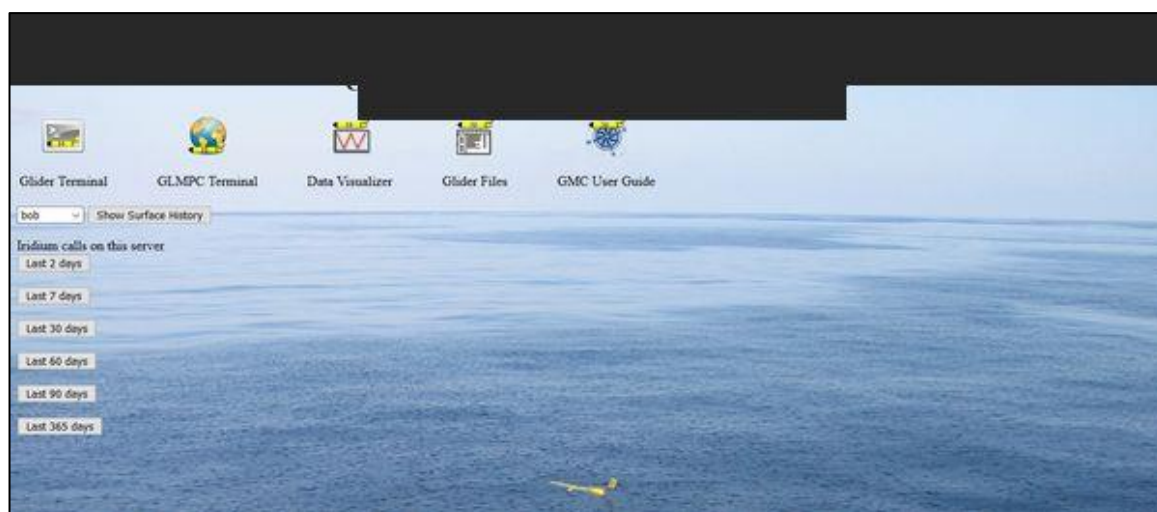 Glider Terminal GLMPC Terminal Data Visualizer Glider Files GMC User Guide
bob Show Surface History
Iridium calls on this server
Last 2 days
Last 7 days
Last 30 days
Last 60 days
Last 90 days
Last 365 days